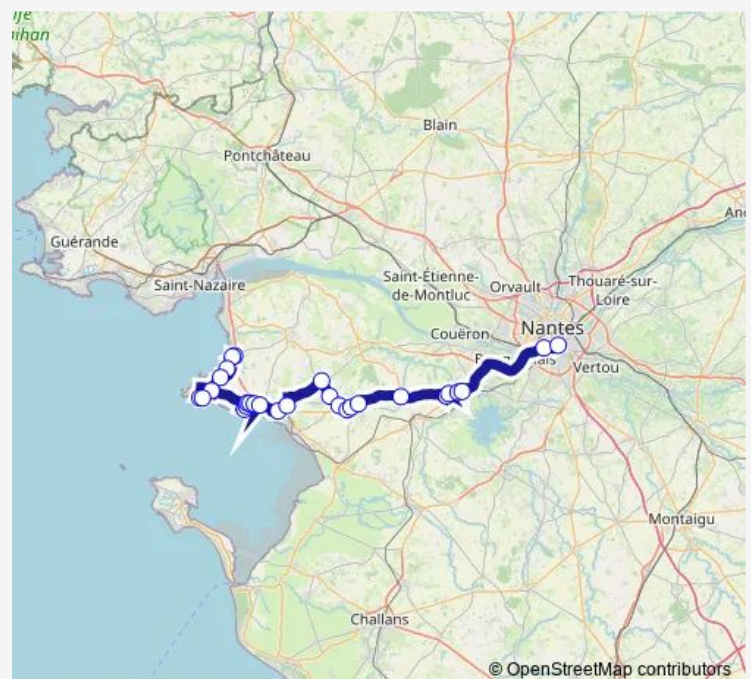 Blain
Pontchâteau
Guérande
Saint-Nazaire
Saint-Étienne-
de-Montluc
Orvault
Thouaré-sur-
Loire
Couëron
Nantes
Vertou
Montaigu
Challans
© OpenStreetMap contributors